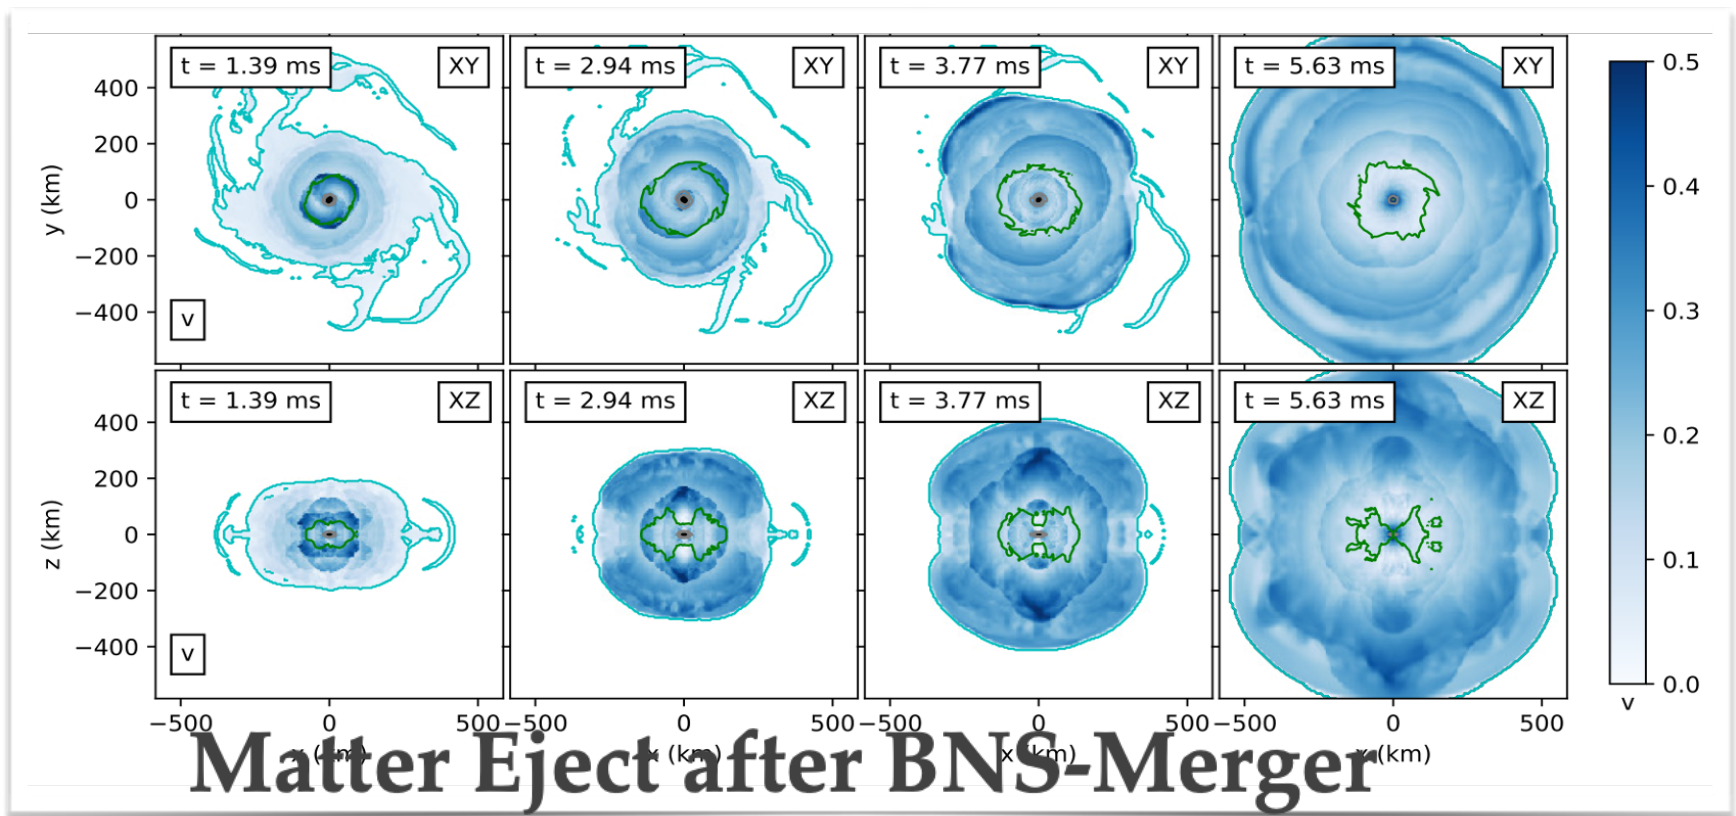 t = 1.39 ms XY t = 2.94 ms XY t = 3.77 ms XY t = 5.63 ms XY
0.5
400
200
0
−200
−400
y (km)
v
0.4
0.3
t = 1.39 ms XZ t = 2.94 ms XZ t = 3.77 ms XZ t = 5.63 ms XZ
400
200
0
−200
−400
z (km)
v
0.2
0.1
0.0
v
−500 0 500 −500 0 500 −500 0 500 −500 0 500
x (km) x (km) x (km) x (km)
Matter Eject after BNS-Merger